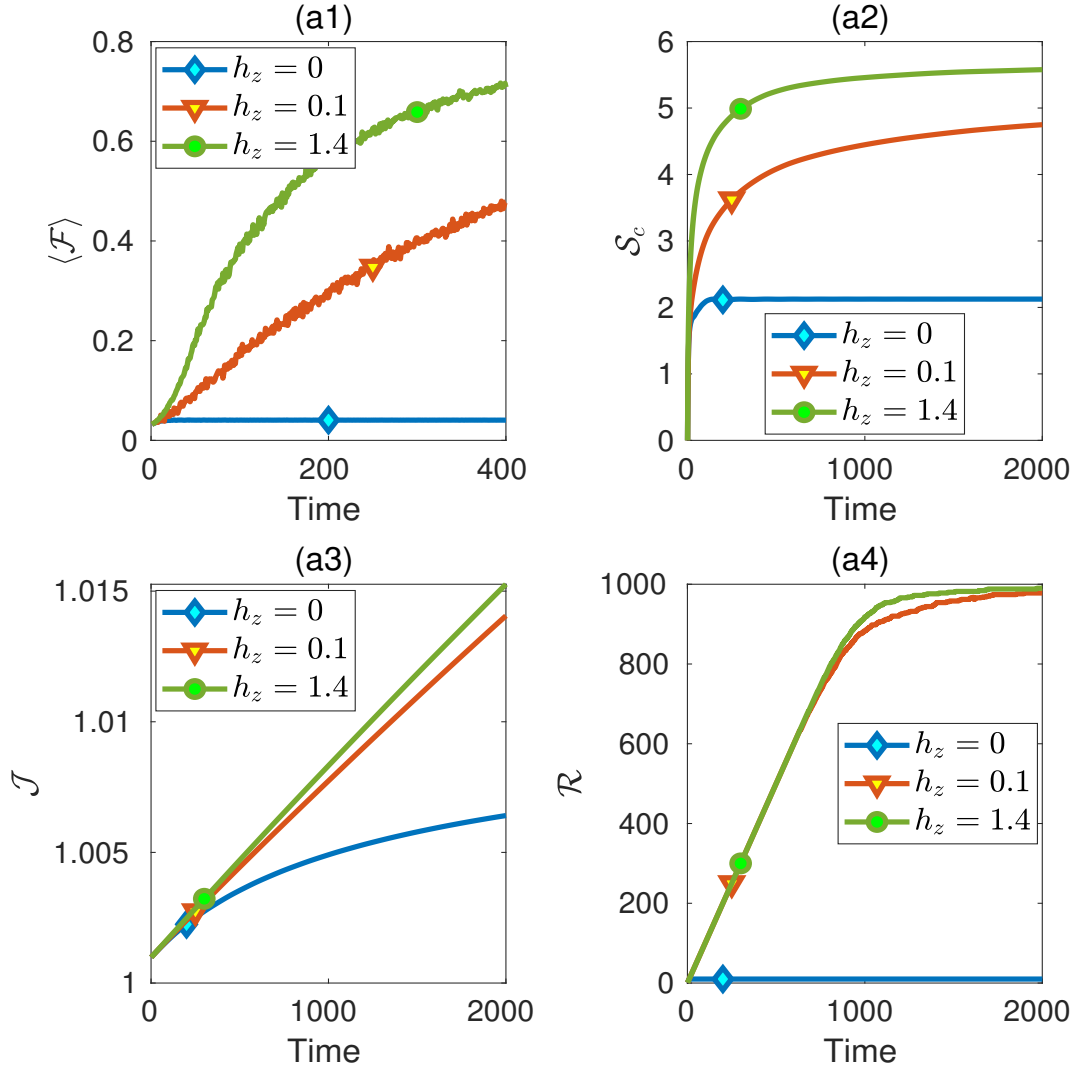 (a1)
0.8
0.6
0.4
0.2
0
⟨𝓕⟩
h_z = 0
h_z = 0.1
h_z = 1.4
0 200 400
Time
(a2)
6
5
4
3
2
1
0
𝓢_c
h_z = 0
h_z = 0.1
h_z = 1.4
0 1000 2000
Time
(a3)
1.015
1.01
1.005
1
𝓙
h_z = 0
h_z = 0.1
h_z = 1.4
0 1000 2000
Time
(a4)
1000
800
600
400
200
0
𝓡
h_z = 0
h_z = 0.1
h_z = 1.4
0 1000 2000
Time